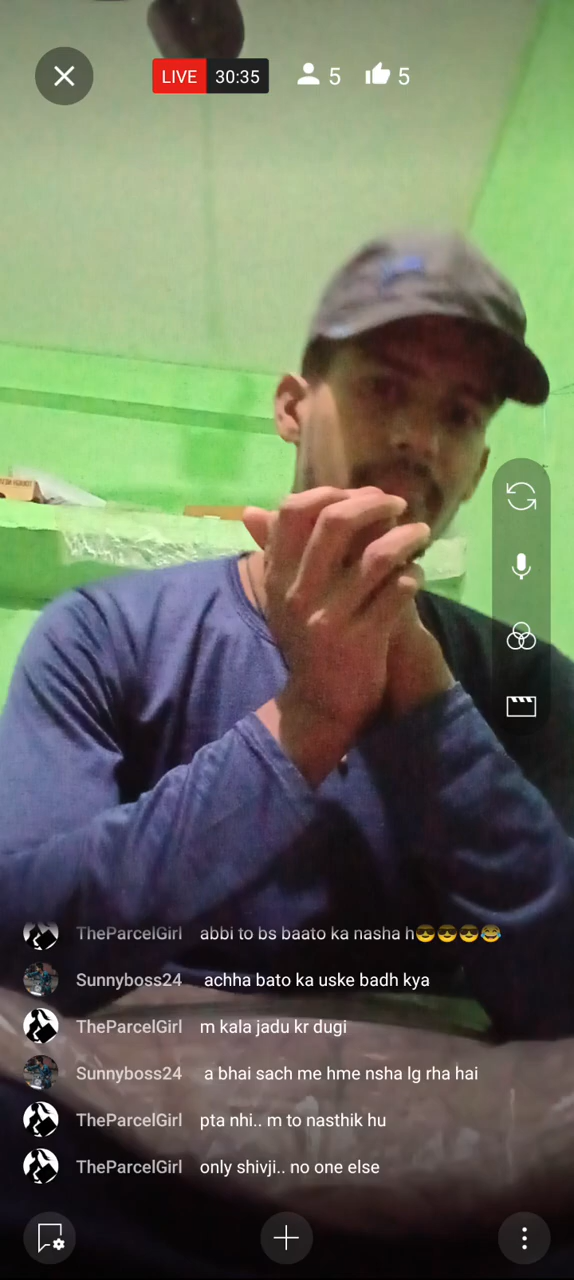 LIVE 30:35 5 5
TheParcelGirl abbi to bs baato ka nasha h😎😎😎😂
Sunnyboss24 achha bato ka uske badh kya
TheParcelGirl m kala jadu kr dugi
Sunnyboss24 a bhai sach me hme nsha lg rha hai
TheParcelGirl pta nhi.. m to nasthik hu
TheParcelGirl only shivji.. no one else